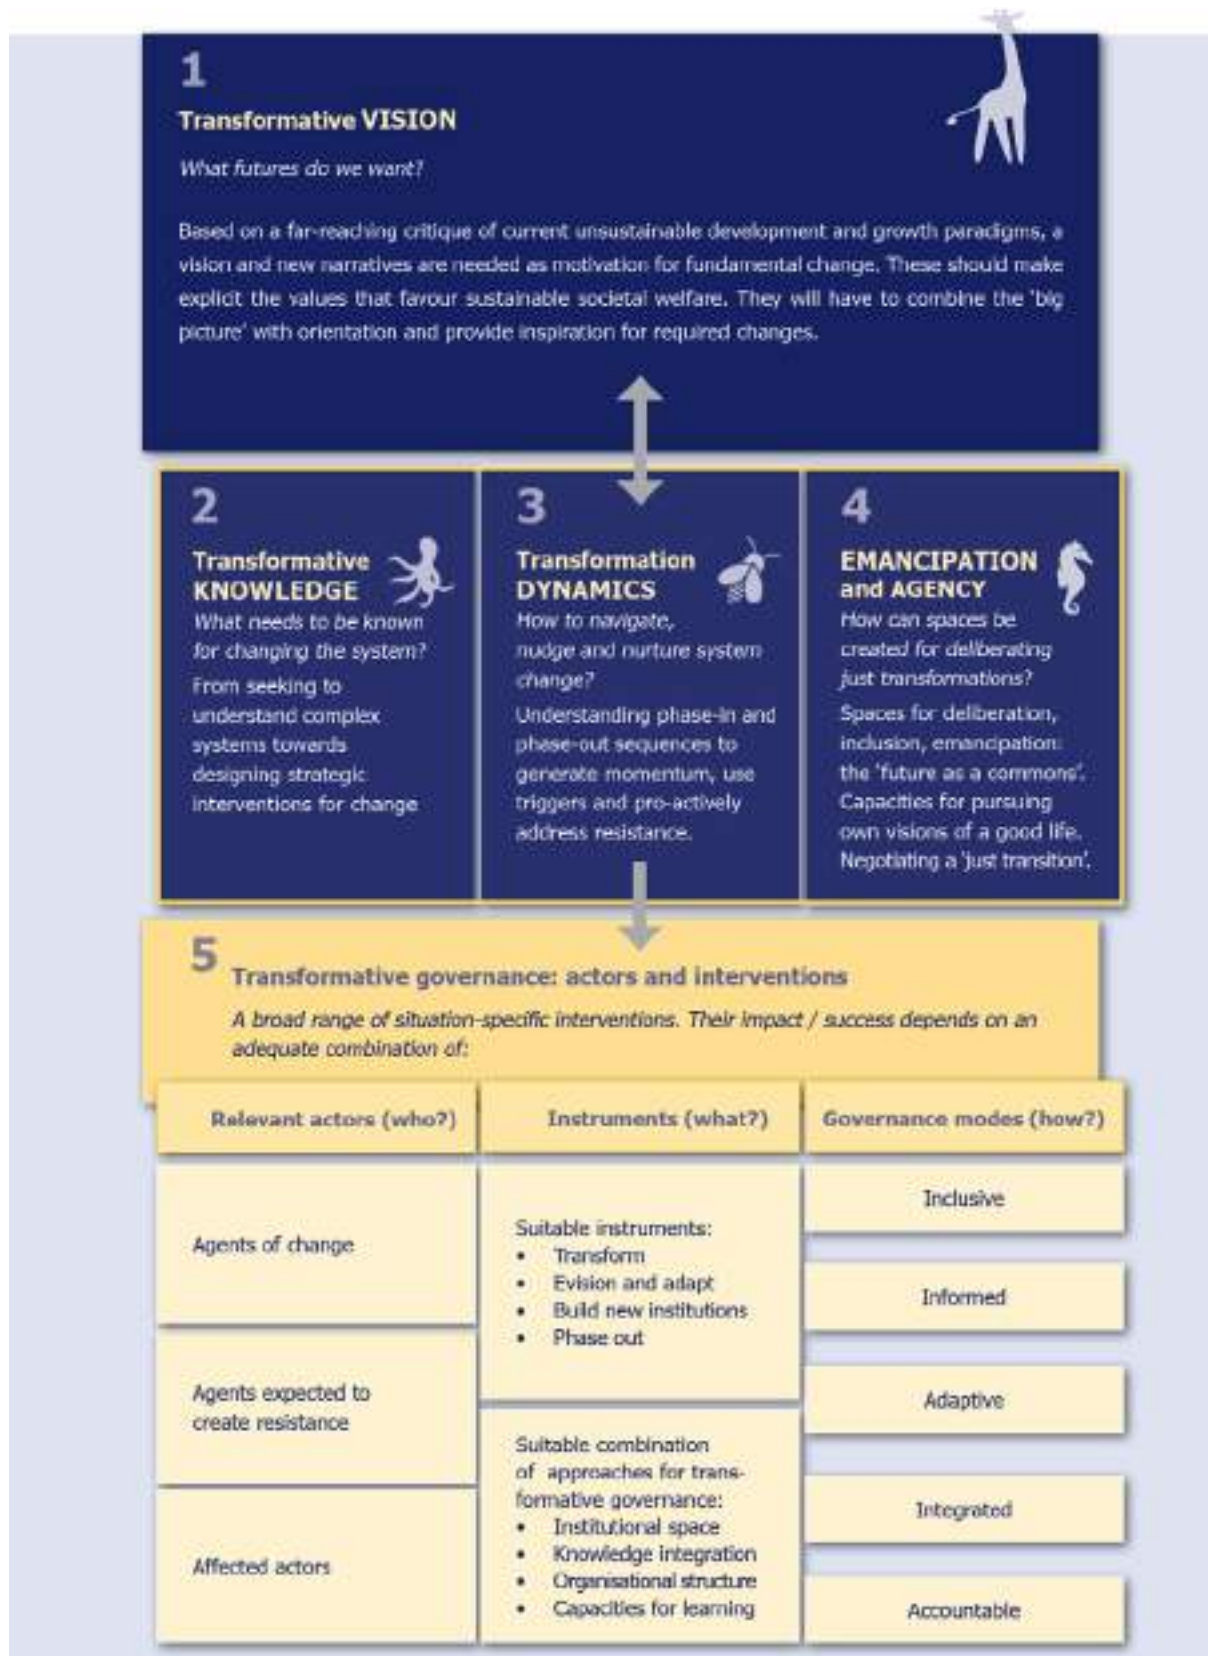 1
Transformative VISION
What futures do we want?
Based on a far-reaching critique of current unsustainable development and growth paradigms, a
vision and new narratives are needed as motivation for fundamental change. These should make
explicit the values that favour sustainable societal welfare. They will have to combine the 'big
picture' with orientation and provide inspiration for required changes.
2
Transformative
KNOWLEDGE
What needs to be known
for changing the system?
From seeking to
understand complex
systems towards
designing strategic
interventions for change
3
Transformation
DYNAMICS
How to navigate,
nudge and nurture system
change?
Understanding phase-in and
phase-out sequences to
generate momentum, use
triggers and pro-actively
address resistance.
4
EMANCIPATION
and AGENCY
How can spaces be
created for deliberating
just transformations?
Spaces for deliberation,
inclusion, emancipation:
the 'future as a commons'.
Capacities for pursuing
own visions of a good life.
Negotiating a 'just transition'.
5
Transformative governance: actors and interventions
A broad range of situation-specific interventions. Their impact / success depends on an
adequate combination of:
Relevant actors (who?)
Agents of change
Agents expected to
create resistance
Affected actors
Instruments (what?)
Suitable instruments:
• Transform
• Evision and adapt
• Build new institutions
• Phase out
Suitable combination
of approaches for trans-
formative governance:
• Institutional space
• Knowledge integration
• Organisational structure
• Capacities for learning
Governance modes (how?)
Inclusive
Informed
Adaptive
Integrated
Accountable